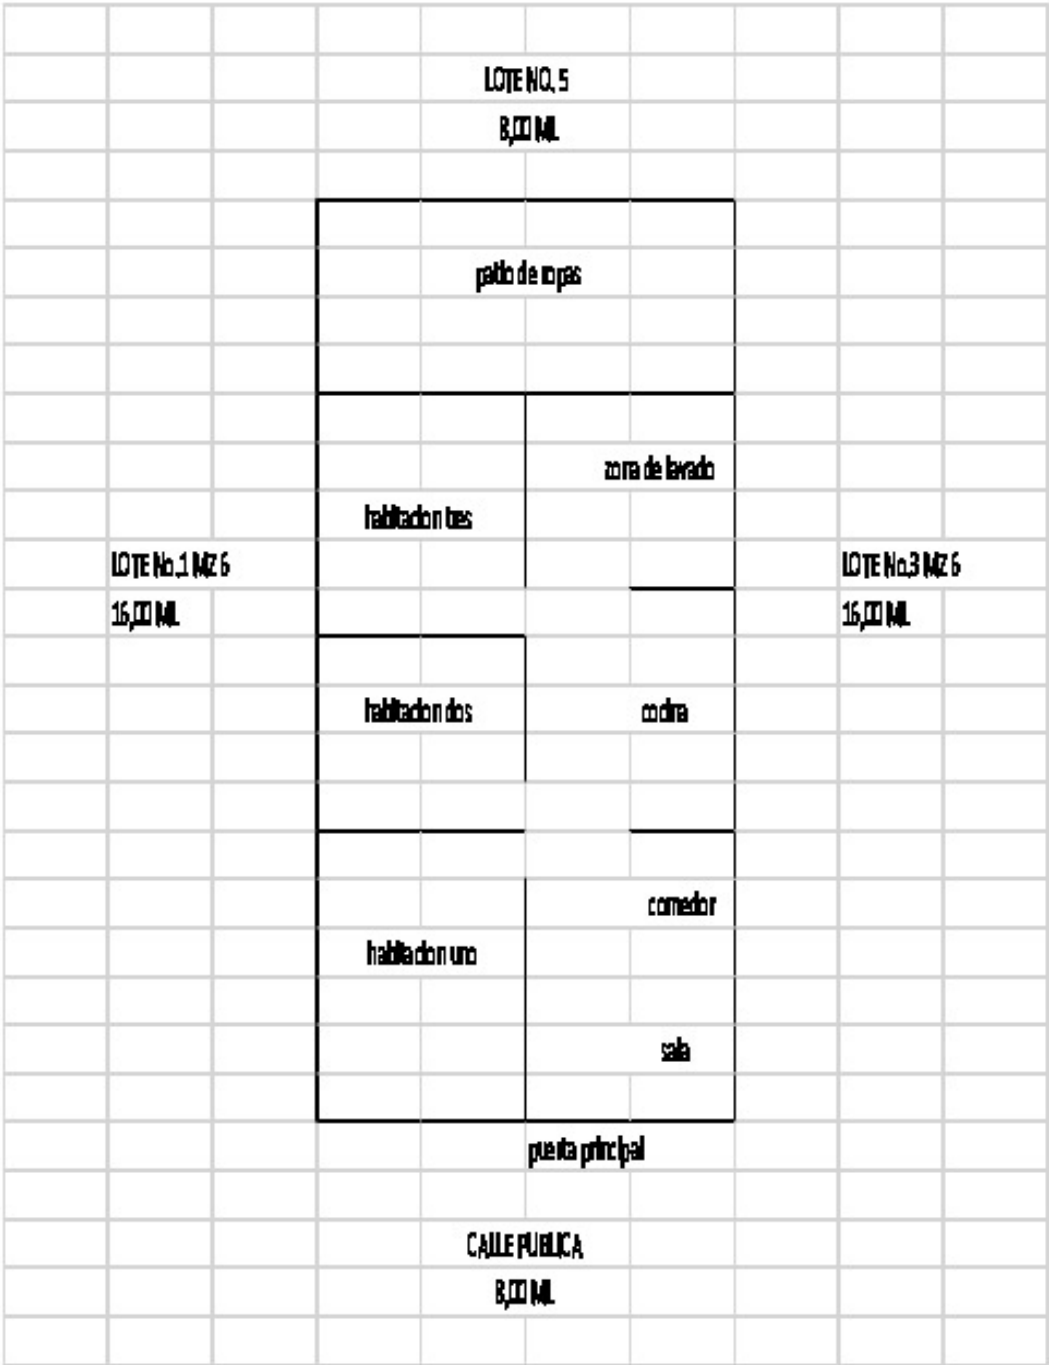 LOTE NO. 5
8,00 ML
patio de ropas
zona de lavado
habitacion tres
LOTE No.1 MZ 6
LOTE No.3 MZ 6
16,00 ML
16,00 ML
habitacion dos
cocina
comedor
habitacion uno
sala
puerta principal
CALLE PUBLICA
8,00 ML